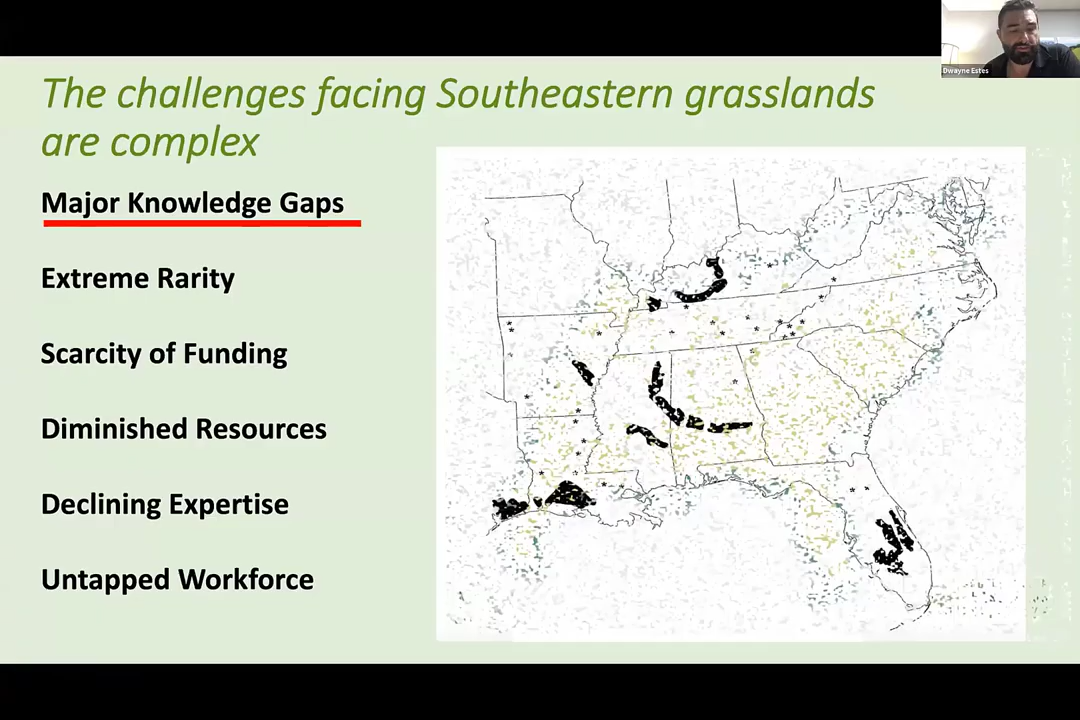 Dwayne Estes
The challenges facing Southeastern grasslands
are complex
Major Knowledge Gaps
Extreme Rarity
Scarcity of Funding
Diminished Resources
Declining Expertise
Untapped Workforce